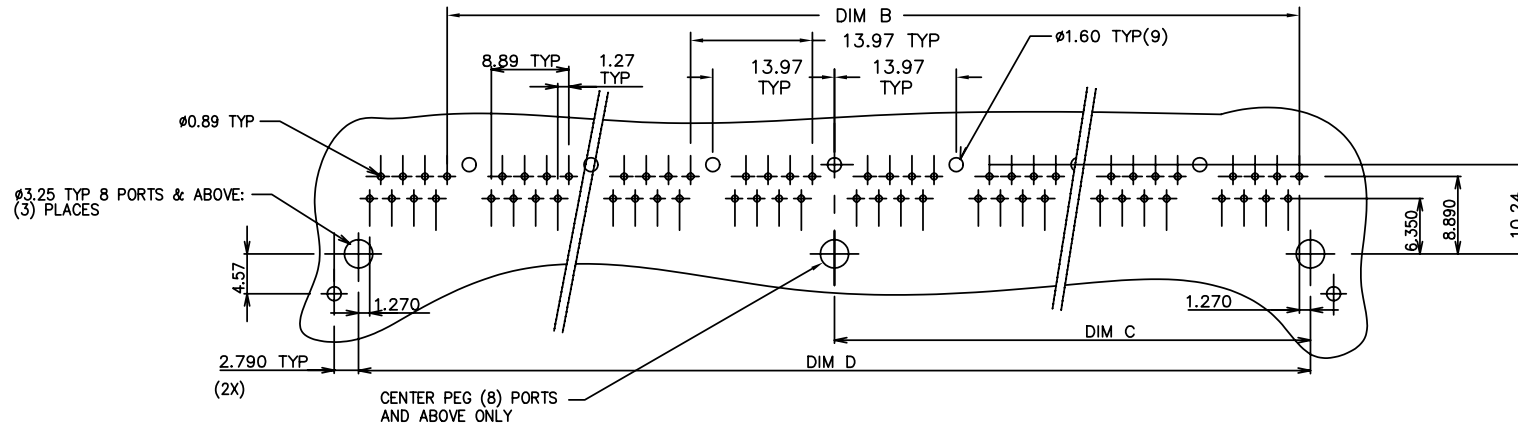 DIM B
13.97 TYP
ø1.60 TYP(9)
8.89 TYP
1.27
TYP
13.97
TYP
13.97
TYP
ø0.89 TYP
ø3.25 TYP 8 PORTS & ABOVE:
(3) PLACES
6.350
8.890
10.24
4.57
1.270
1.270
DIM C
2.790 TYP
(2X)
DIM D
CENTER PEG (8) PORTS
AND ABOVE ONLY